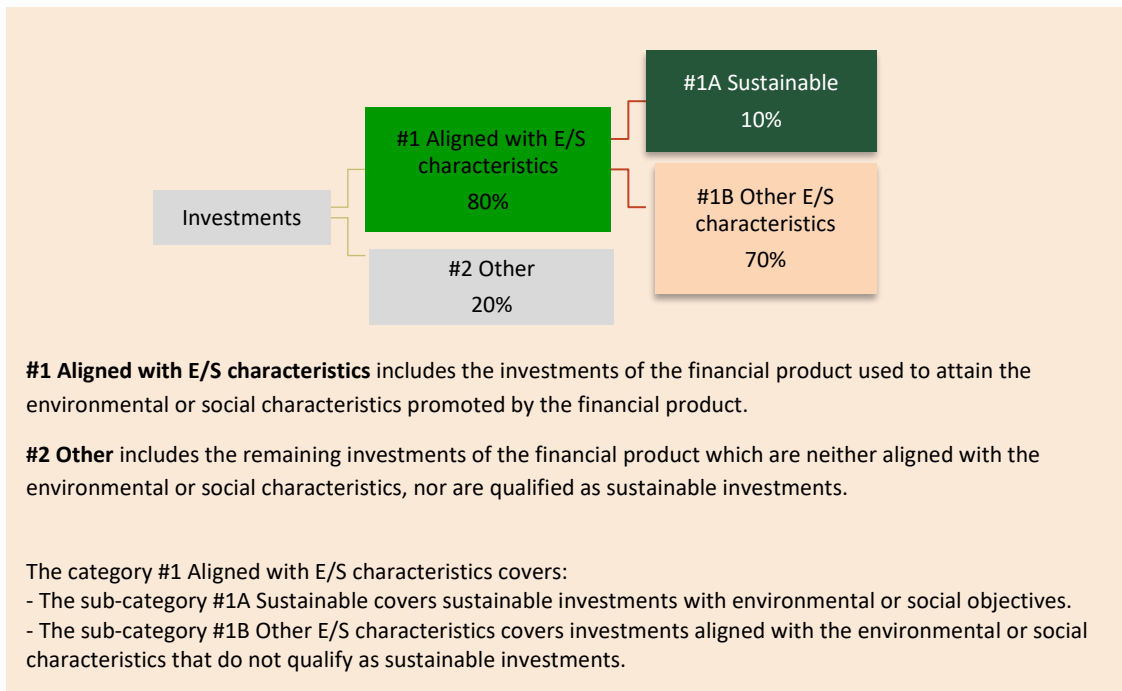 #1A Sustainable
10%
#1 Aligned with E/S
characteristics
80%
#1B Other E/S
characteristics
70%
Investments
#2 Other
20%
#1 Aligned with E/S characteristics includes the investments of the financial product used to attain the
environmental or social characteristics promoted by the financial product.
#2 Other includes the remaining investments of the financial product which are neither aligned with the
environmental or social characteristics, nor are qualified as sustainable investments.
The category #1 Aligned with E/S characteristics covers:
- The sub-category #1A Sustainable covers sustainable investments with environmental or social objectives.
- The sub-category #1B Other E/S characteristics covers investments aligned with the environmental or social
characteristics that do not qualify as sustainable investments.